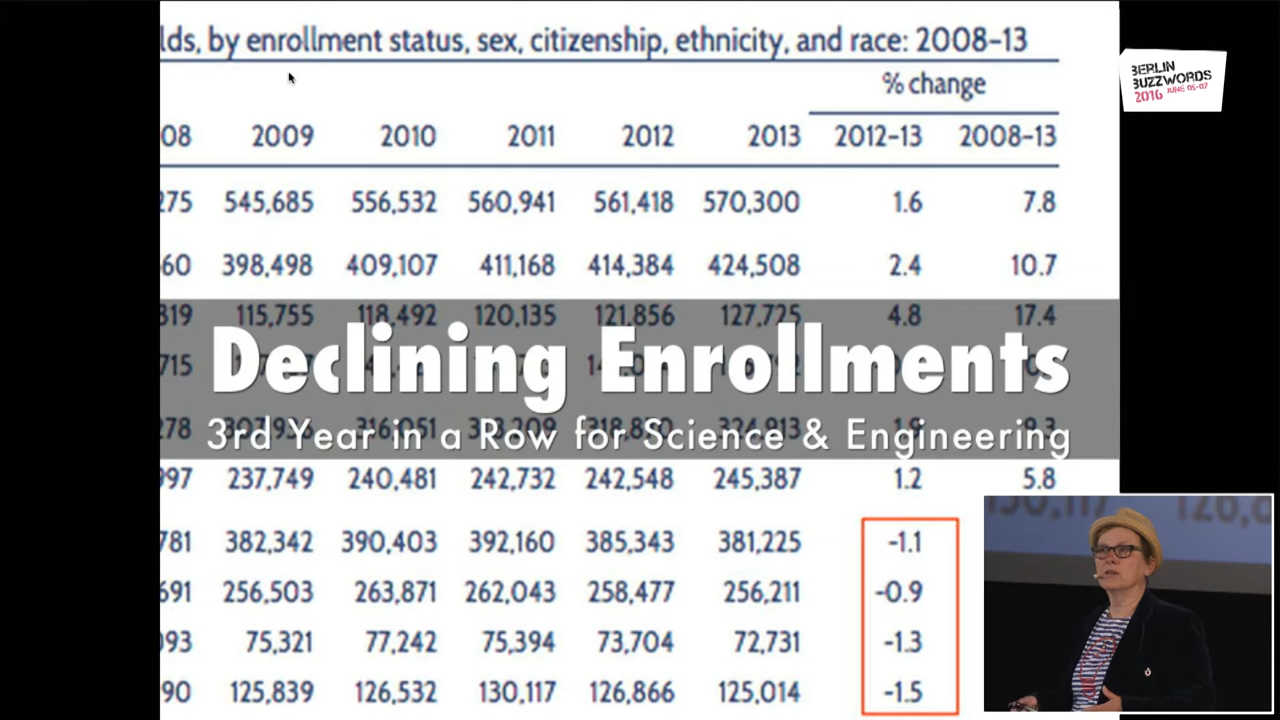 lds, by enrollment status, sex, citizenship, ethnicity, and race: 2008–13
% change
08 2009 2010 2011 2012 2013 2012–13 2008–13
275 545,685 556,532 560,941 561,418 570,300 1.6 7.8
60 398,498 409,107 411,168 414,384 424,508 2.4 10.7
319 115,755 118,492 120,135 121,856 127,725 4.8 17.4
715
Declining Enrollments
278
3rd Year in a Row for Science & Engineering
997 237,749 240,481 242,732 242,548 245,387 1.2 5.8
781 382,342 390,403 392,160 385,343 381,225 -1.1
691 256,503 263,871 262,043 258,477 256,211 -0.9
093 75,321 77,242 75,394 73,704 72,731 -1.3
90 125,839 126,532 130,117 126,866 125,014 -1.5
BERLIN
BUZZWORDS
2016 JUNE 05-07
130,117 126,8